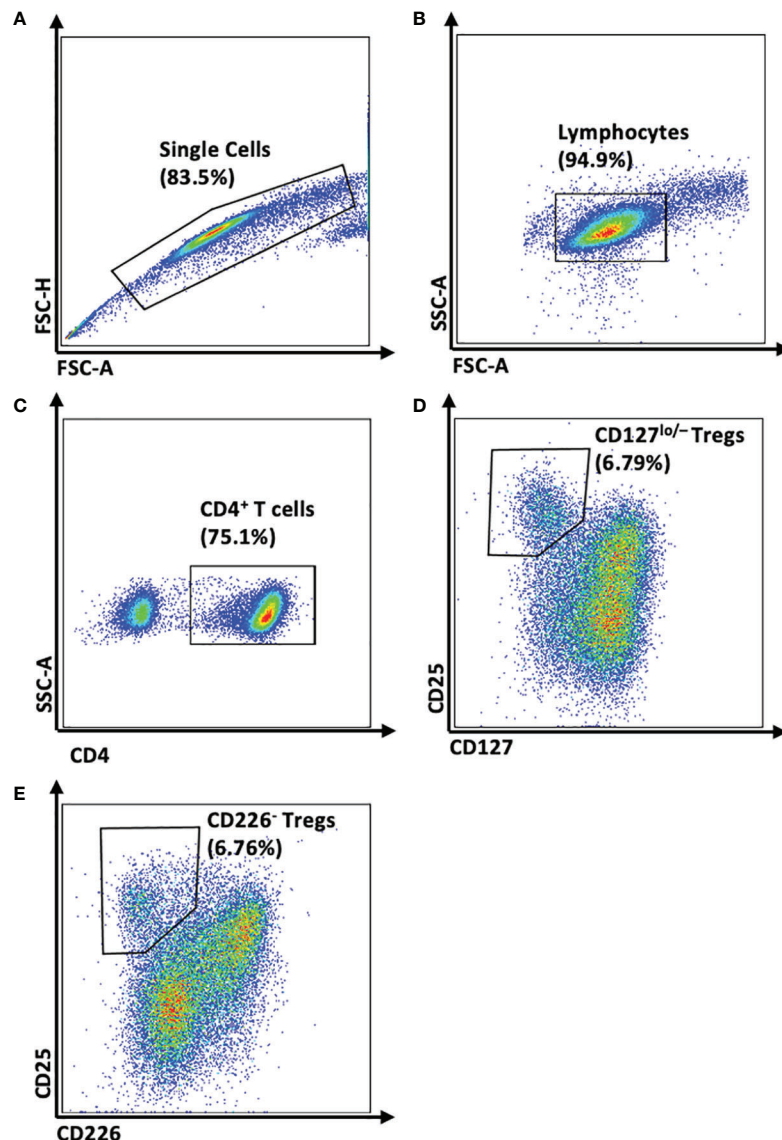 A
Single Cells
(83.5%)
FSC-H
FSC-A
B
Lymphocytes
(94.9%)
SSC-A
FSC-A
C
CD4⁺ T cells
(75.1%)
SSC-A
CD4
D
CD127ˡᵒ/⁻ Tregs
(6.79%)
CD25
CD127
E
CD226⁻ Tregs
(6.76%)
CD25
CD226